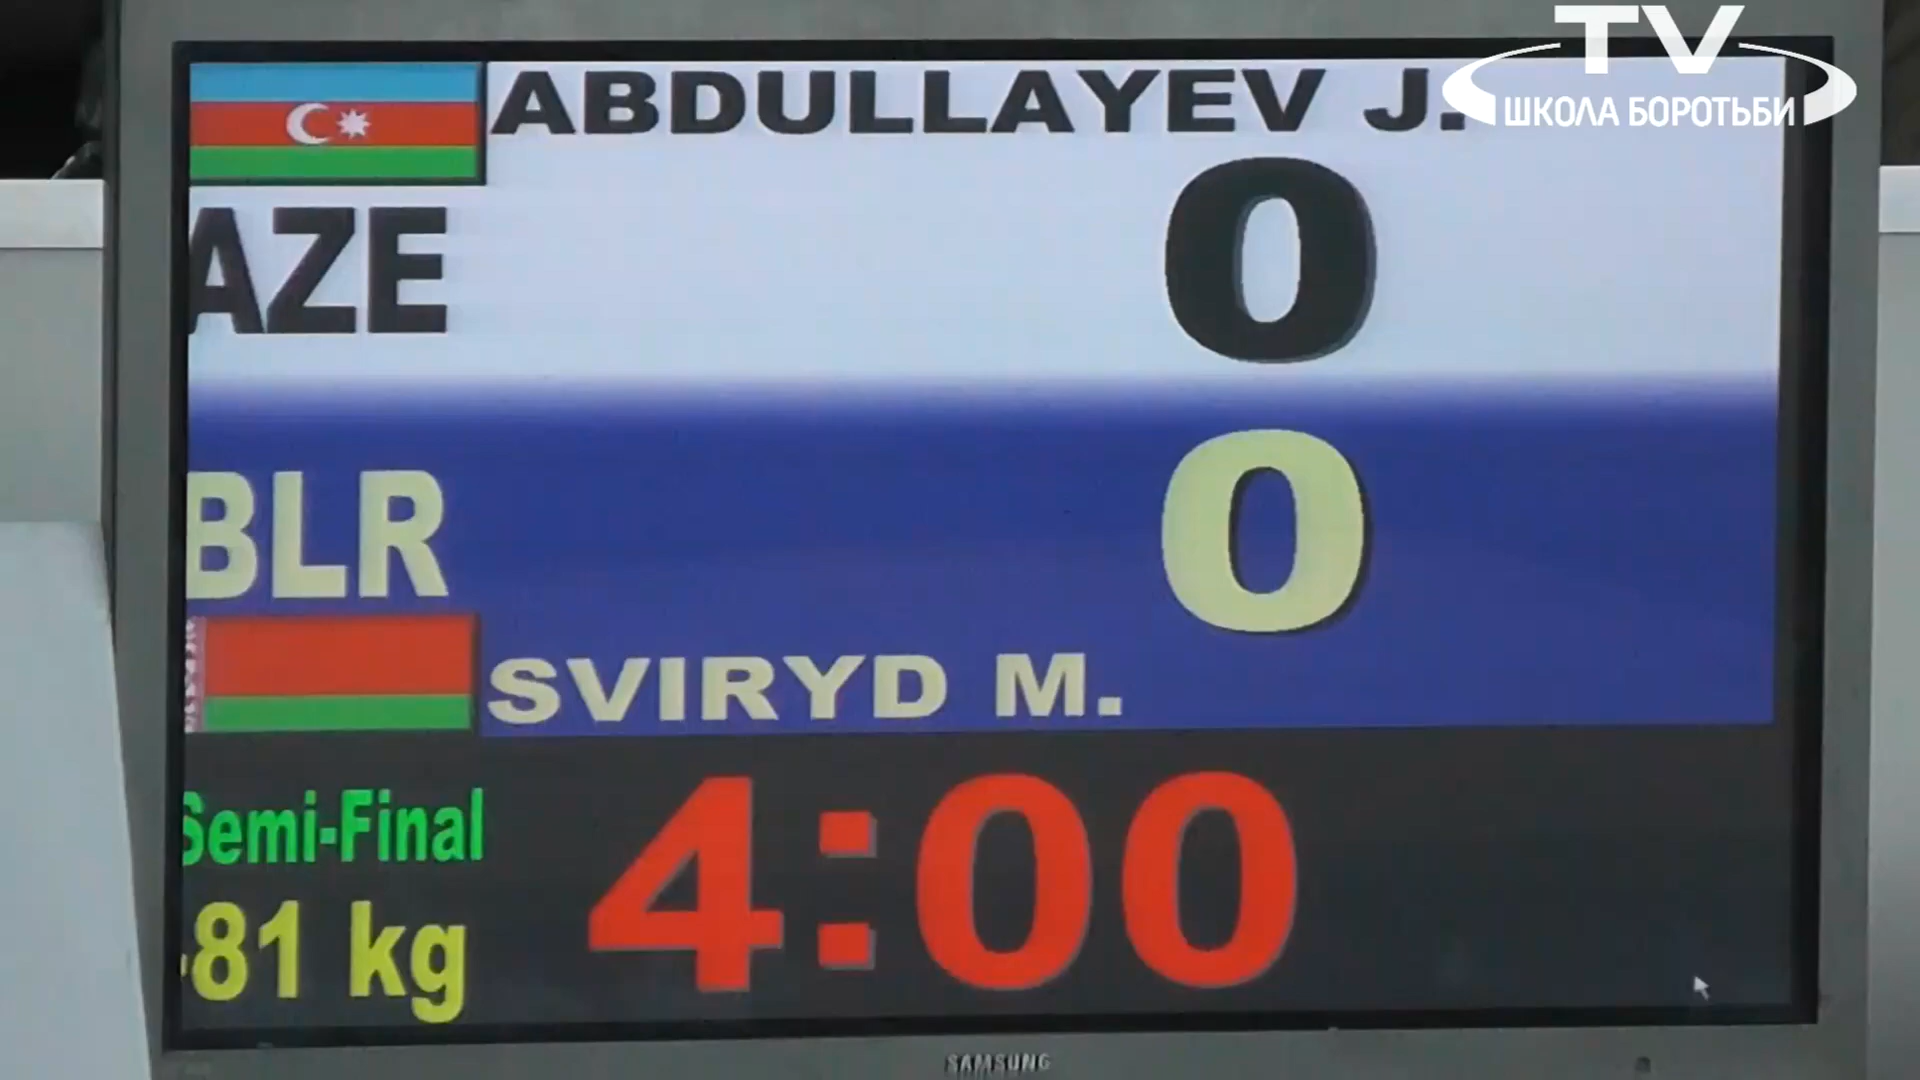 TV
ШКОЛА БОРОТЬБИ
ABDULLAYEV J.
AZE
0
BLR
0
SVIRYD M.
Semi-Final
4:00
-81 kg
SAMSUNG